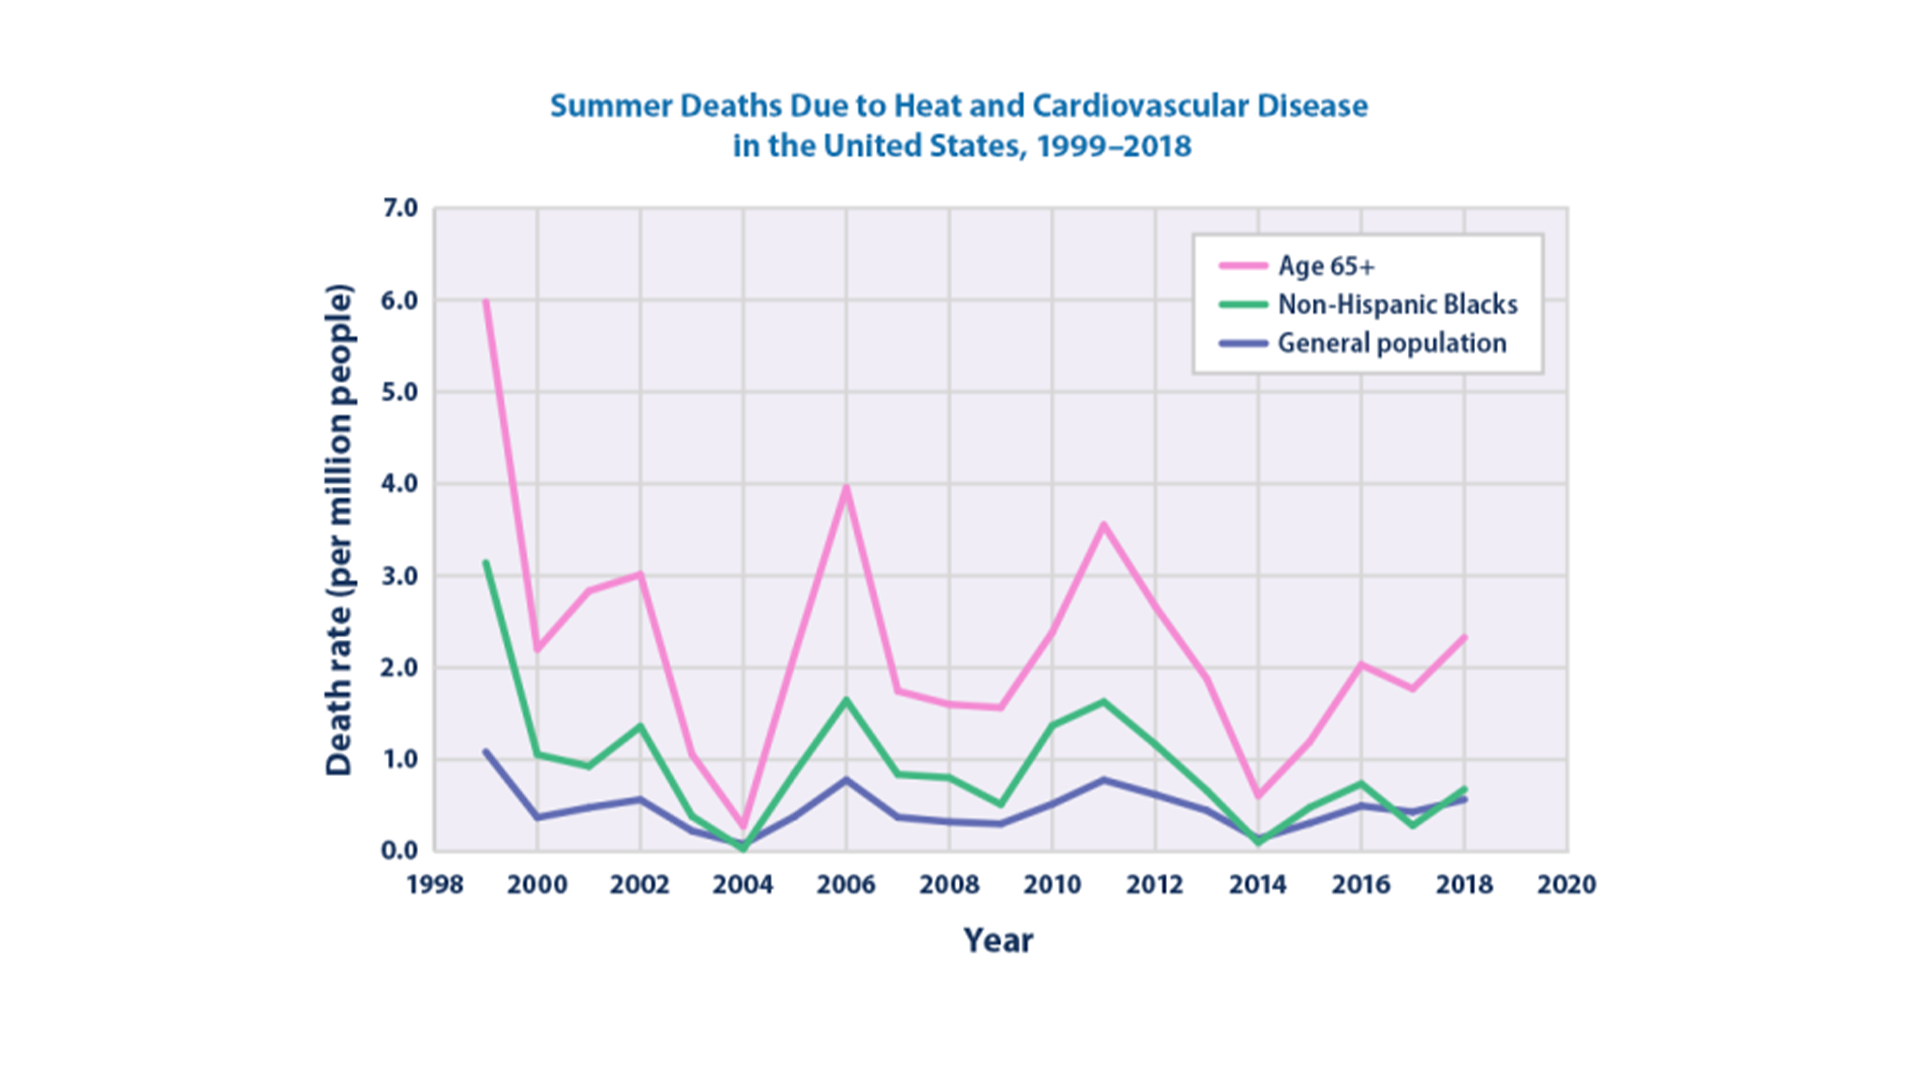 Summer Deaths Due to Heat and Cardiovascular Disease
in the United States, 1999–2018
Death rate (per million people)
7.0
6.0
5.0
4.0
3.0
2.0
1.0
0.0
Age 65+
Non-Hispanic Blacks
General population
1998 2000 2002 2004 2006 2008 2010 2012 2014 2016 2018 2020
Year